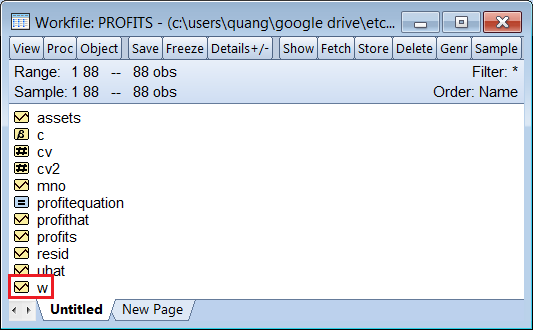 Workfile: PROFITS - (c:\users\quang\google drive\etc...
View Proc Object Save Freeze Details+/- Show Fetch Store Delete Genr Sample
Range: 1 88 -- 88 obs Filter: *
Sample: 1 88 -- 88 obs Order: Name
assets
β c
# cv
# cv2
mno
= profitequation
profithat
profits
resid
uhat
w
Untitled New Page